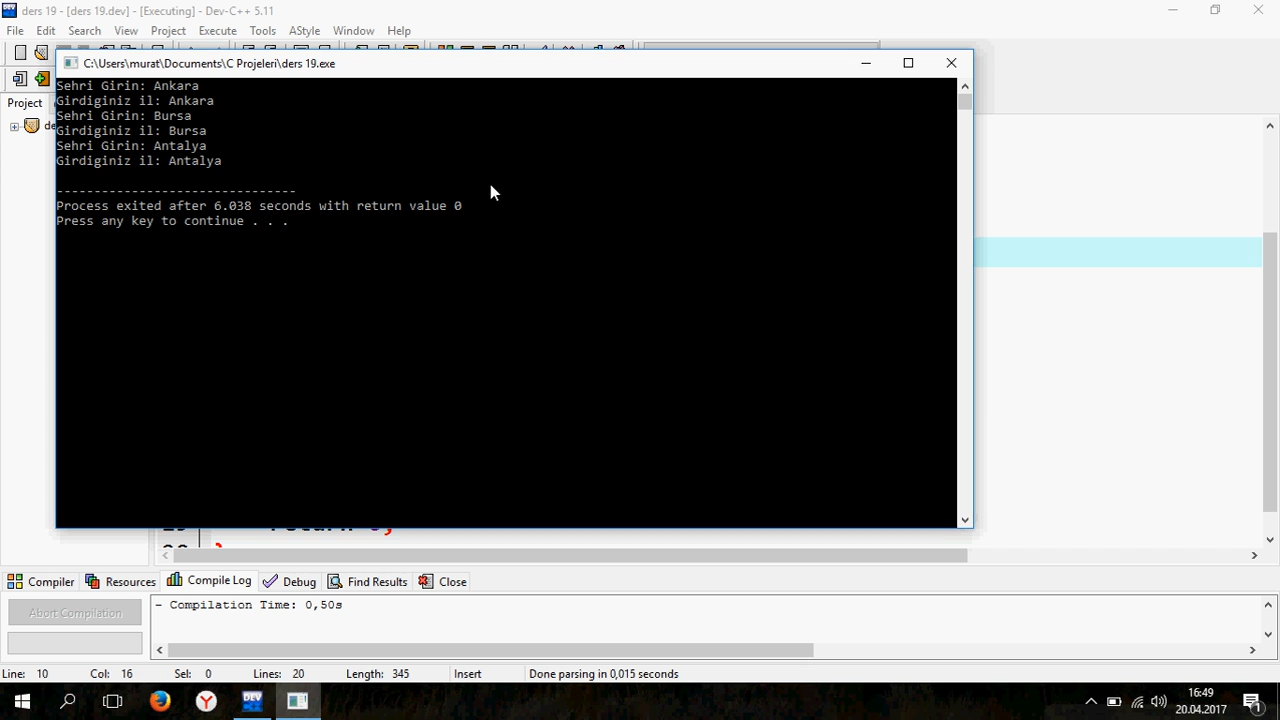 ders 19 - [ders 19.dev] - [Executing] - Dev-C++ 5.11
File Edit Search View Project Execute Tools AStyle Window Help
C:\Users\murat\Documents\C Projeleri\ders 19.exe
Project
Sehri Girin: Ankara
Girdiginiz il: Ankara
Sehri Girin: Bursa
Girdiginiz il: Bursa
Sehri Girin: Antalya
Girdiginiz il: Antalya
--------------------------------
Process exited after 6.038 seconds with return value 0
Press any key to continue . . .
Compiler Resources Compile Log Debug Find Results Close
Abort Compilation
- Compilation Time: 0,50s
Line: 10 Col: 16 Sel: 0 Lines: 20 Length: 345 Insert Done parsing in 0,015 seconds
DEV
16:49
20.04.2017